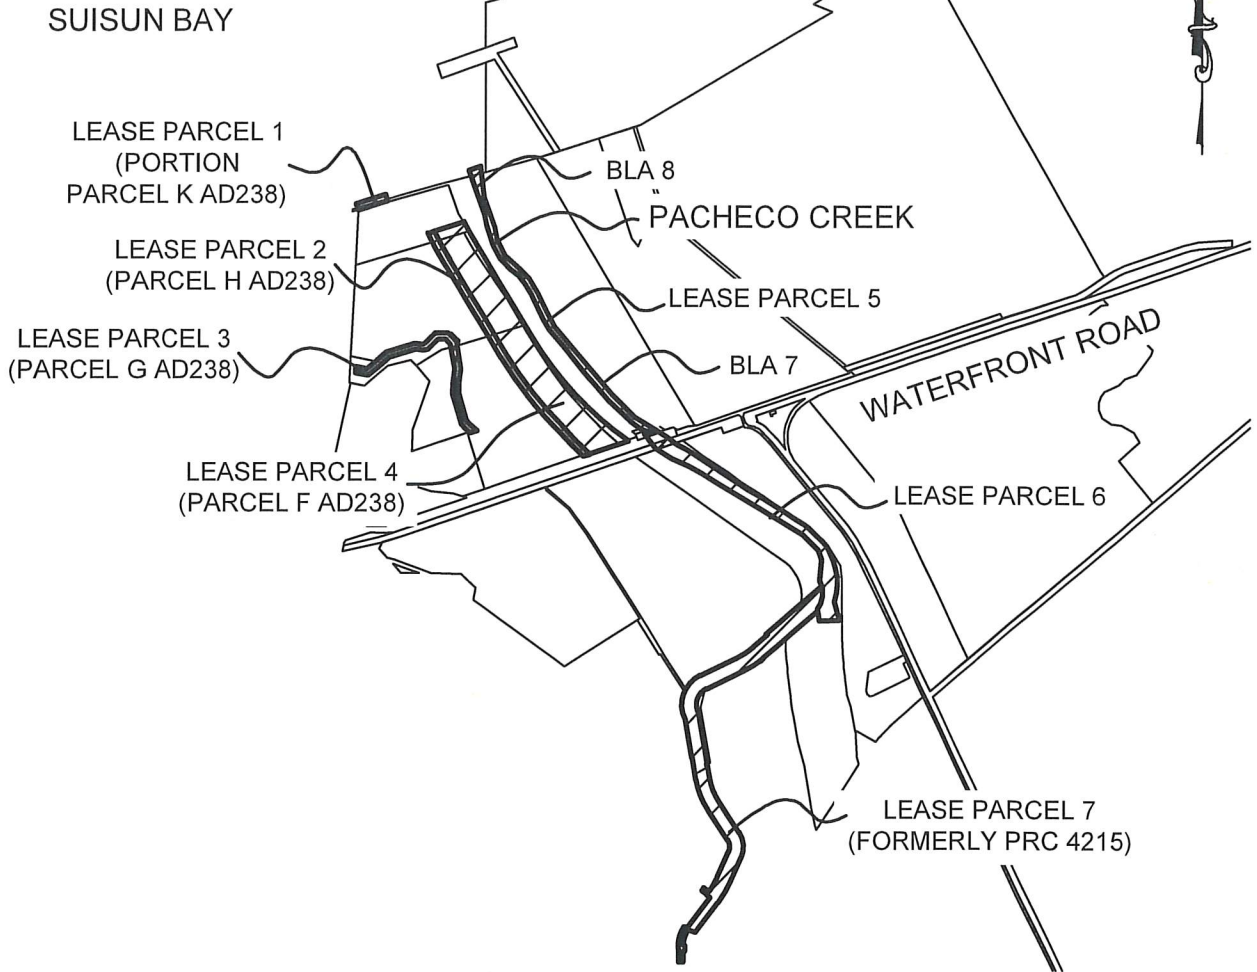 SUISUN BAY
LEASE PARCEL 1
(PORTION
PARCEL K AD238)
BLA 8
PACHECO CREEK
LEASE PARCEL 2
(PARCEL H AD238)
LEASE PARCEL 5
LEASE PARCEL 3
(PARCEL G AD238)
BLA 7
WATERFRONT ROAD
LEASE PARCEL 4
(PARCEL F AD238)
LEASE PARCEL 6
LEASE PARCEL 7
(FORMERLY PRC 4215)